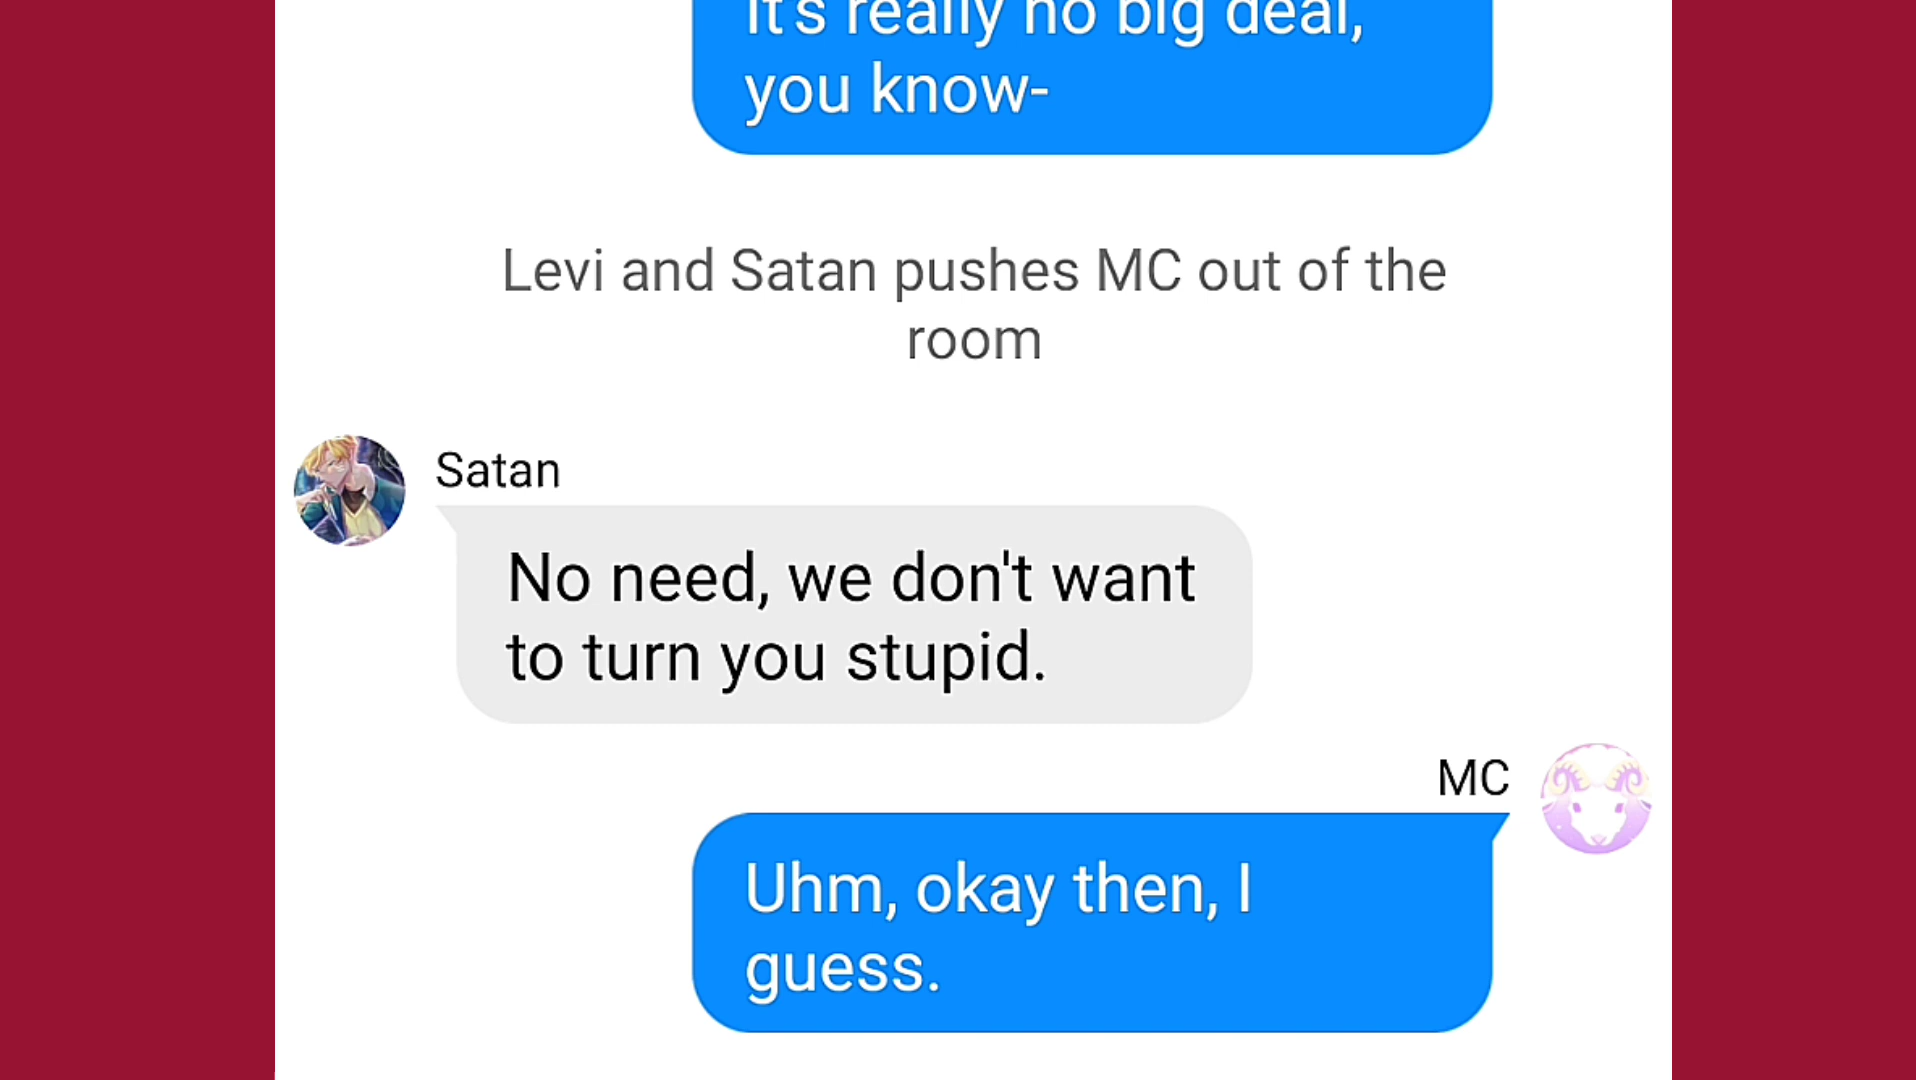 It's really no big deal,
you know-
Levi and Satan pushes MC out of the
room
Satan
No need, we don't want
to turn you stupid.
MC
Uhm, okay then, I
guess.